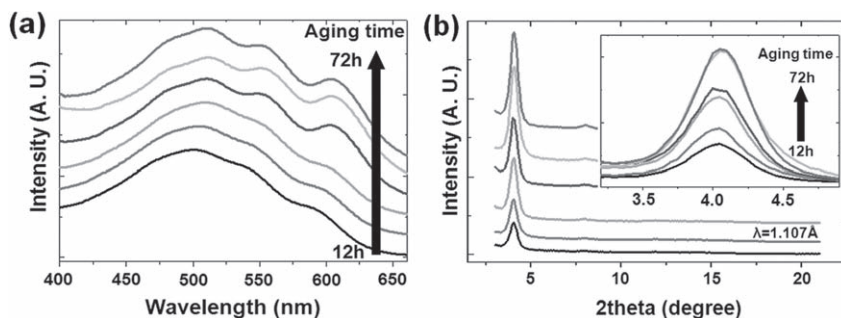 (a)
Aging time
72h
12h
Intensity (A. U.)
400 450 500 550 600 650
Wavelength (nm)
(b)
Aging time
72h
12h
3.5 4.0 4.5
λ=1.107Å
Intensity (A. U.)
5 10 15 20
2theta (degree)